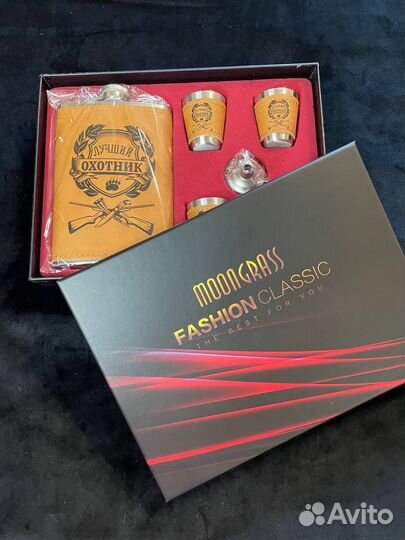 ЛУЧШИЙ
ОХОТНИК
MOONGRASS
FASHION CLASSIC
THE BEST FOR YOU
Avito